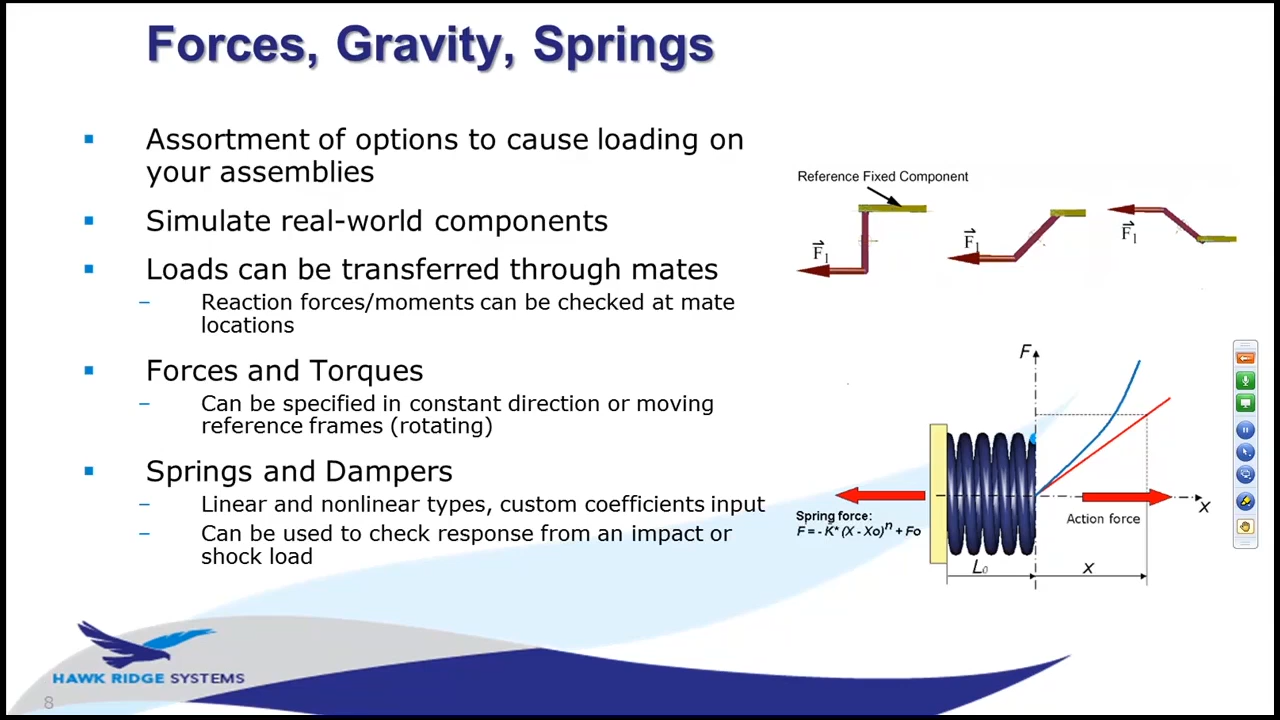 Forces, Gravity, Springs
Assortment of options to cause loading on
your assemblies
Simulate real-world components
Loads can be transferred through mates
– Reaction forces/moments can be checked at mate
locations
Forces and Torques
– Can be specified in constant direction or moving
reference frames (rotating)
Springs and Dampers
– Linear and nonlinear types, custom coefficients input
– Can be used to check response from an impact or
shock load
Reference Fixed Component
F1
F1
F1
F
x
Action force
Spring force:
F = - K* (X - Xo)^n + Fo
L0
x
HAWK RIDGE SYSTEMS
8